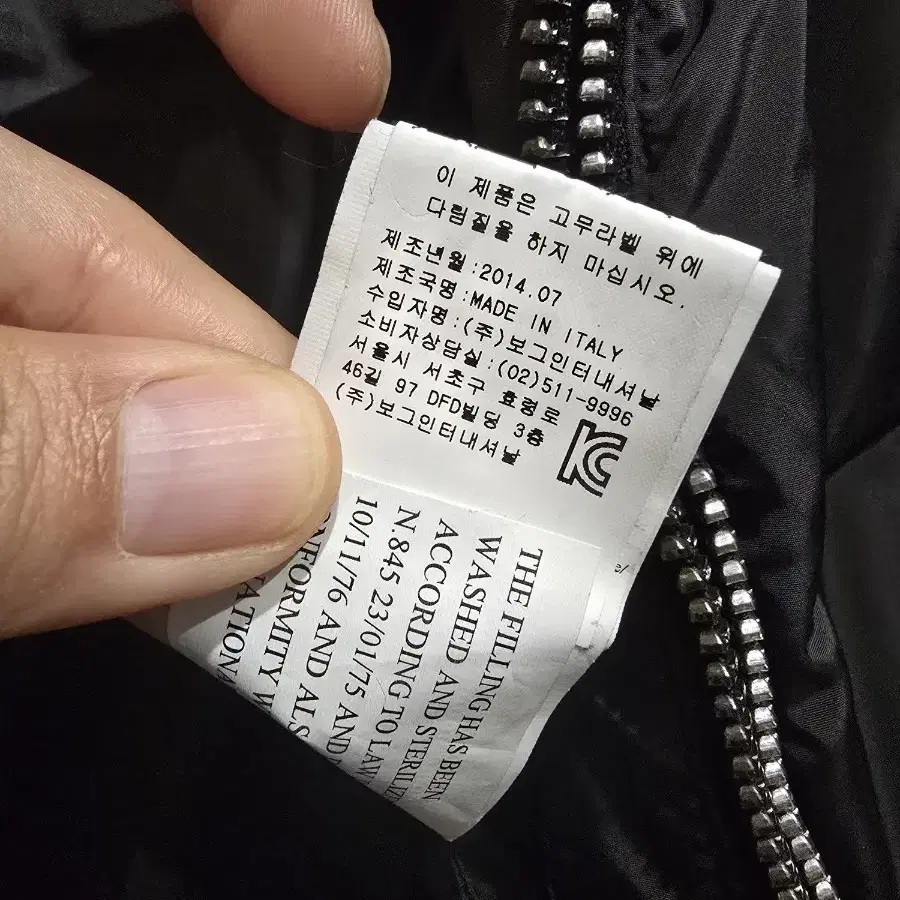 이 제품은 고무라벨 위에
다림질을 하지 마십시오.
제조년월:2014.07
제조국명:MADE IN ITALY
수입자명:(주)보그인터내셔날
소비자상담실:(02)511-9996
서울시 서초구 효령로
46길 97 DFD빌딩 3층
(주)보그인터내셔날
KC
THE FILLING HAS BEEN
WASHED AND STERILIZ
ACCORDING TO LAW
N 845 23/01/75 AND
10/11/76 AND ALS
ONFORMITY W
TATIONA